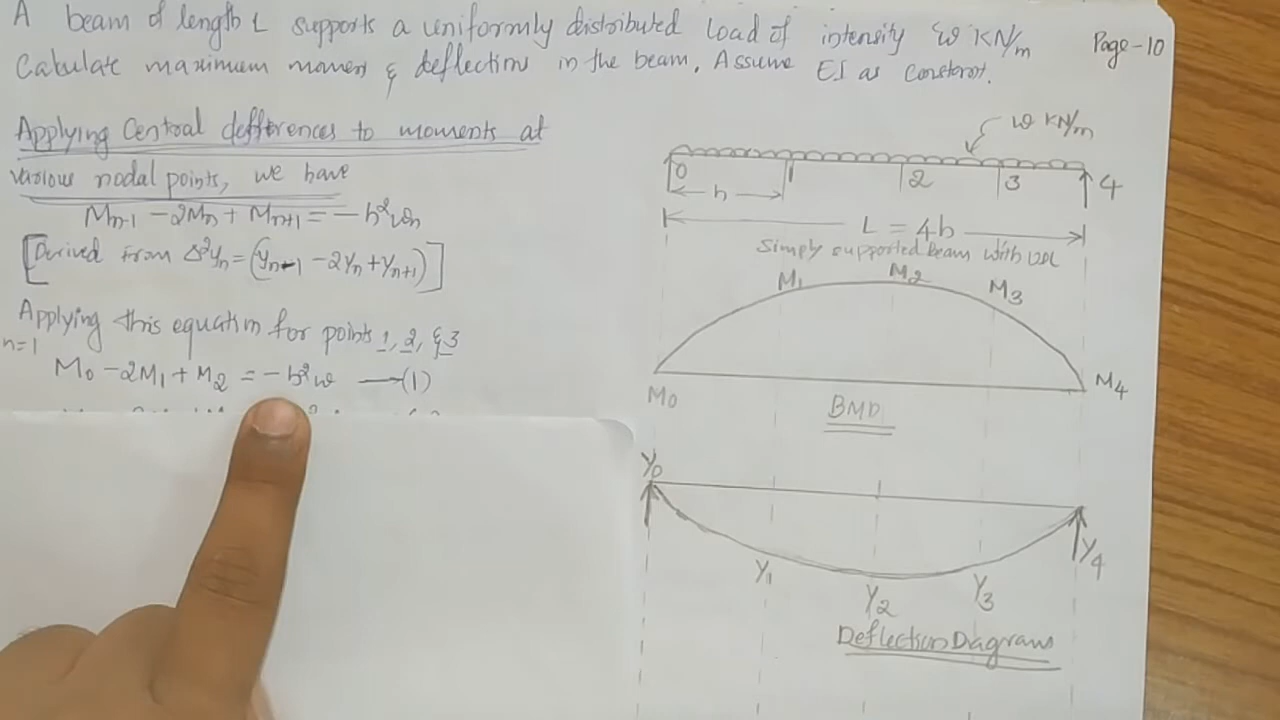 A beam of length L supports a uniformly distributed Load of intensity w KN/m
Page-10
Calculate maximum moment & deflections in the beam. Assume EI as constant.
Applying Central defferences to moments at
various nodal points, we have
Mn-1 - 2Mn + Mn+1 = -h²wn
[Derived from Δ²yn = (yn-1 - 2yn + yn+1)]
Applying this equation for points 1, 2, & 3
n=1
M0 - 2M1 + M2 = -h²w —(1)
w KN/m
0 1 2 3 4
h
L = 4h
Simply supported beam with UDL
M1 M2 M3
M0 M4
BMD
Y0
Y4
Y1 Y2 Y3
Deflection Diagrams